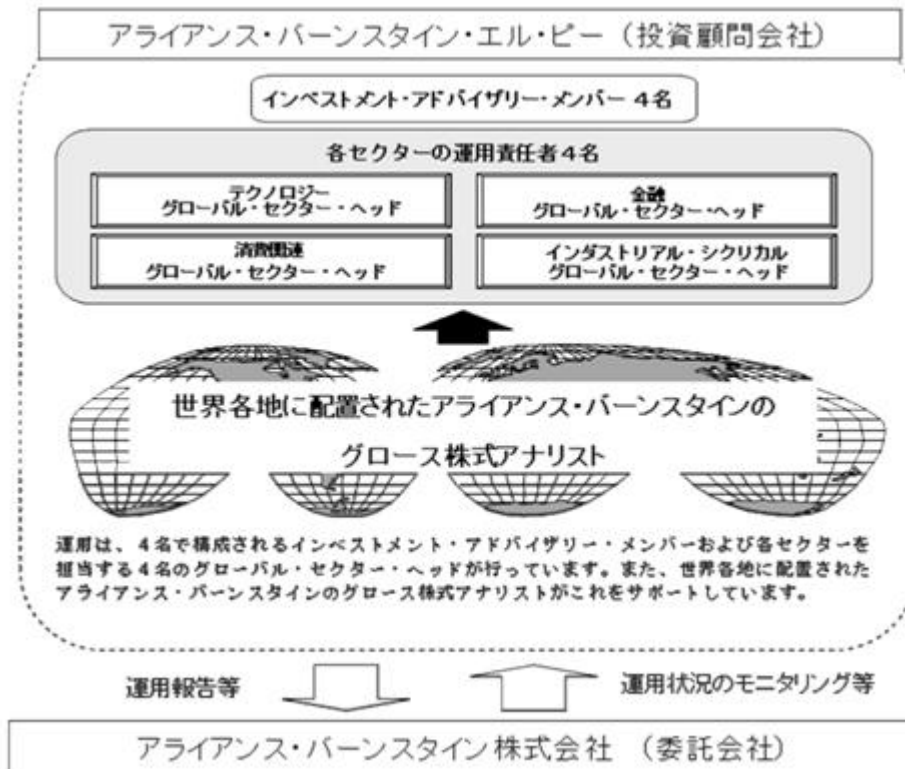 アライアンス・バーンスタイン・エル・ピー（投資顧問会社）
インベストメント・アドバイザリー・メンバー 4名
各セクターの運用責任者４名
テクノロジー
グローバル・セクター・ヘッド
金融
グローバル・セクター・ヘッド
消費関連
グローバル・セクター・ヘッド
インダストリアル・シクリカル
グローバル・セクター・ヘッド
世界各地に配置されたアライアンス・バーンスタインの
グロース株式アナリスト
運用は、４名で構成されるインベストメント・アドバイザリー・メンバーおよび各セクターを
担当する４名のグローバル・セクター・ヘッドが行っています。また、世界各地に配置された
アライアンス・バーンスタインのグロース株式アナリストがこれをサポートしています。
運用報告等
運用状況のモニタリング等
アライアンス・バーンスタイン株式会社 （委託会社）